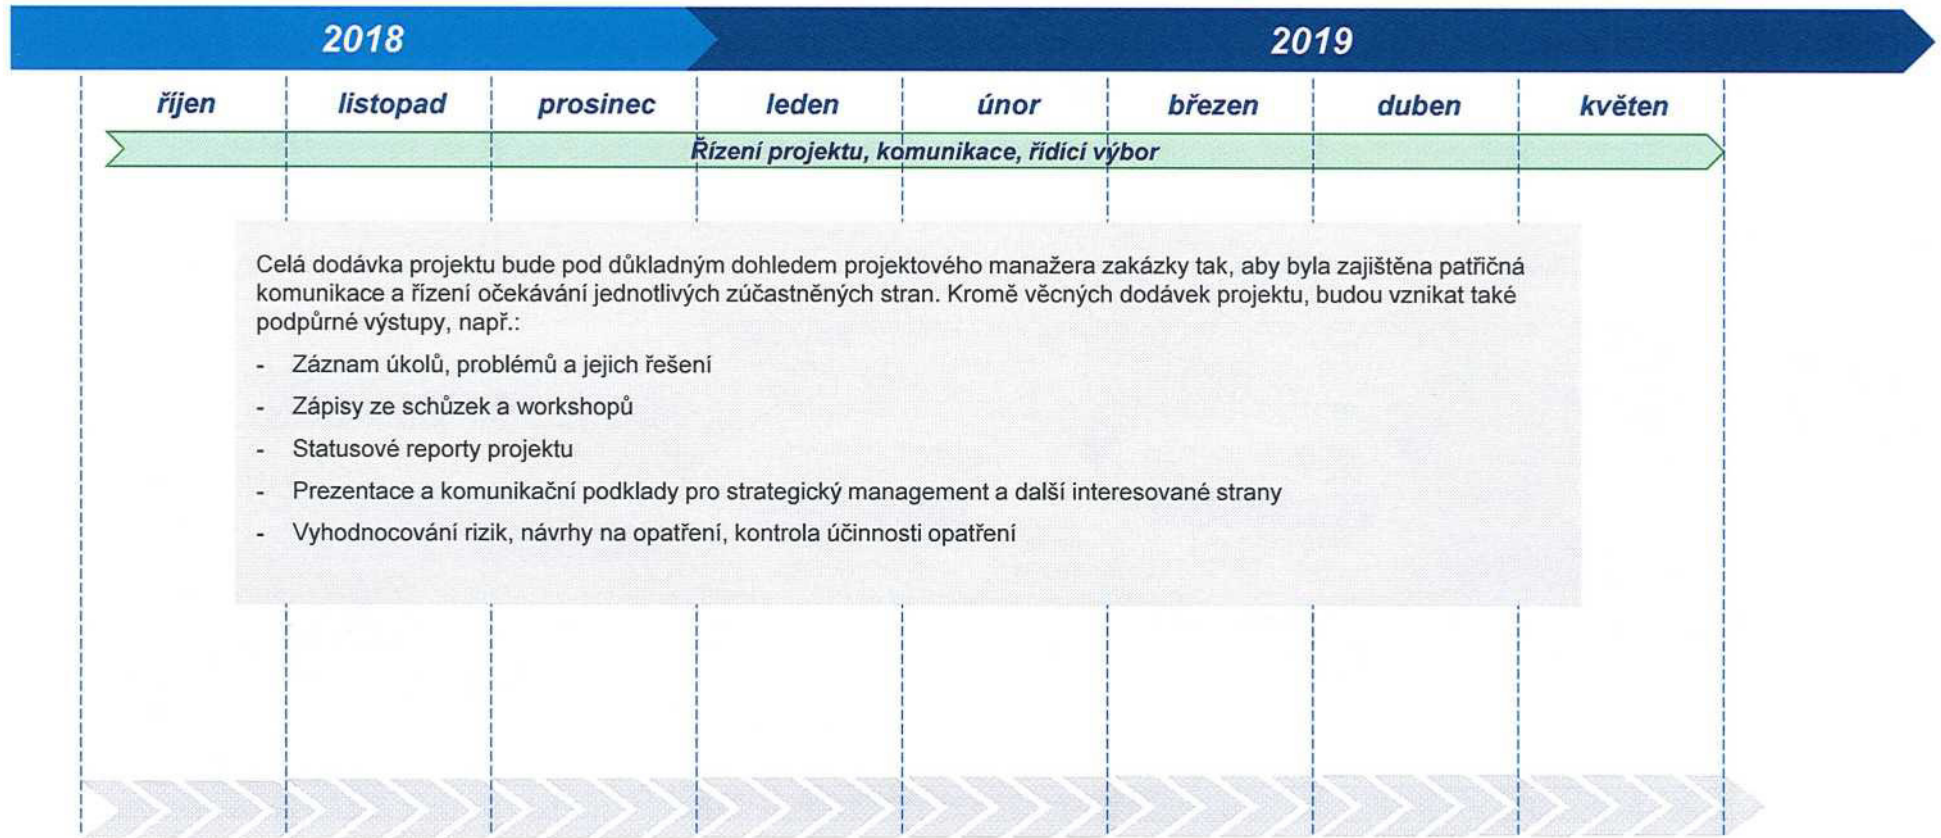 2018 2019
říjen listopad prosinec leden únor březen duben květen
Řízení projektu, komunikace, řídící výbor
Celá dodávka projektu bude pod důkladným dohledem projektového manažera zakázky tak, aby byla zajištěna patřičná
komunikace a řízení očekávání jednotlivých zúčastněných stran. Kromě věcných dodávek projektu, budou vznikat také
podpůrné výstupy, např.:
- Záznam úkolů, problémů a jejich řešení
- Zápisy ze schůzek a workshopů
- Statusové reporty projektu
- Prezentace a komunikační podklady pro strategický management a další interesované strany
- Vyhodnocování rizik, návrhy na opatření, kontrola účinnosti opatření